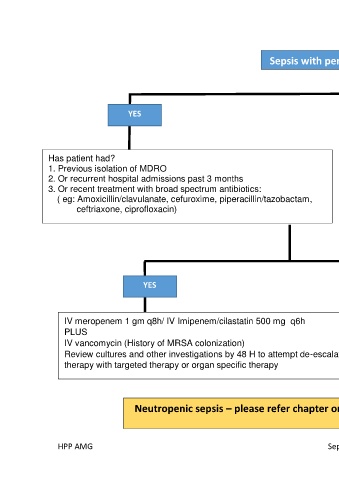 Sepsis with per
YES
Has patient had?
1. Previous isolation of MDRO
2. Or recurrent hospital admissions past 3 months
3. Or recent treatment with broad spectrum antibiotics:
( eg: Amoxicillin/clavulanate, cefuroxime, piperacillin/tazobactam,
ceftriaxone, ciprofloxacin)
YES
IV meropenem 1 gm q8h/ IV Imipenem/cilastatin 500 mg q6h
PLUS
IV vancomycin (History of MRSA colonization)
Review cultures and other investigations by 48 H to attempt de-escala
therapy with targeted therapy or organ specific therapy
Neutropenic sepsis – please refer chapter o
HPP AMG
Sep